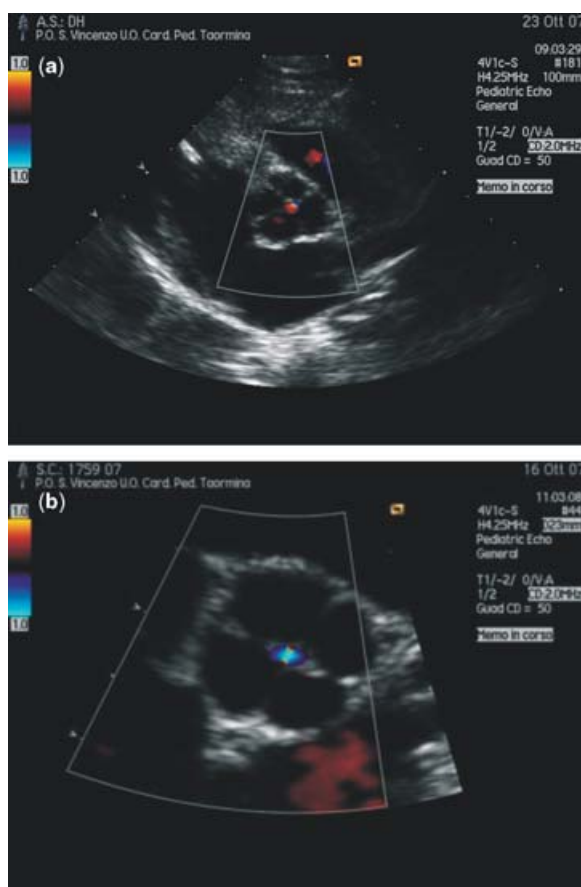 A.S.: DH
P.O. S. Vincenzo U.O. Card. Ped. Taormina
23 Ott 07
09:03:29
4V1c-S #181
H4.25MHz 100mm
Pediatric Echo
General
T1/-2/ 0/V:A
1/2 CD:2.0MHz
Guad CD = 50
Memo in corso
1.0
1.0
(a)
S.C.: 1759 07
P.O. S. Vincenzo U.O. Card. Ped. Taormina
16 Ott 07
11:03:08
4V1c-S #44
H4.25MHz 023mm
Pediatric Echo
General
T1/-2/ 0/V:A
1/2 CD:2.0MHz
Guad CD = 50
Memo in corso
1.0
1.0
(b)